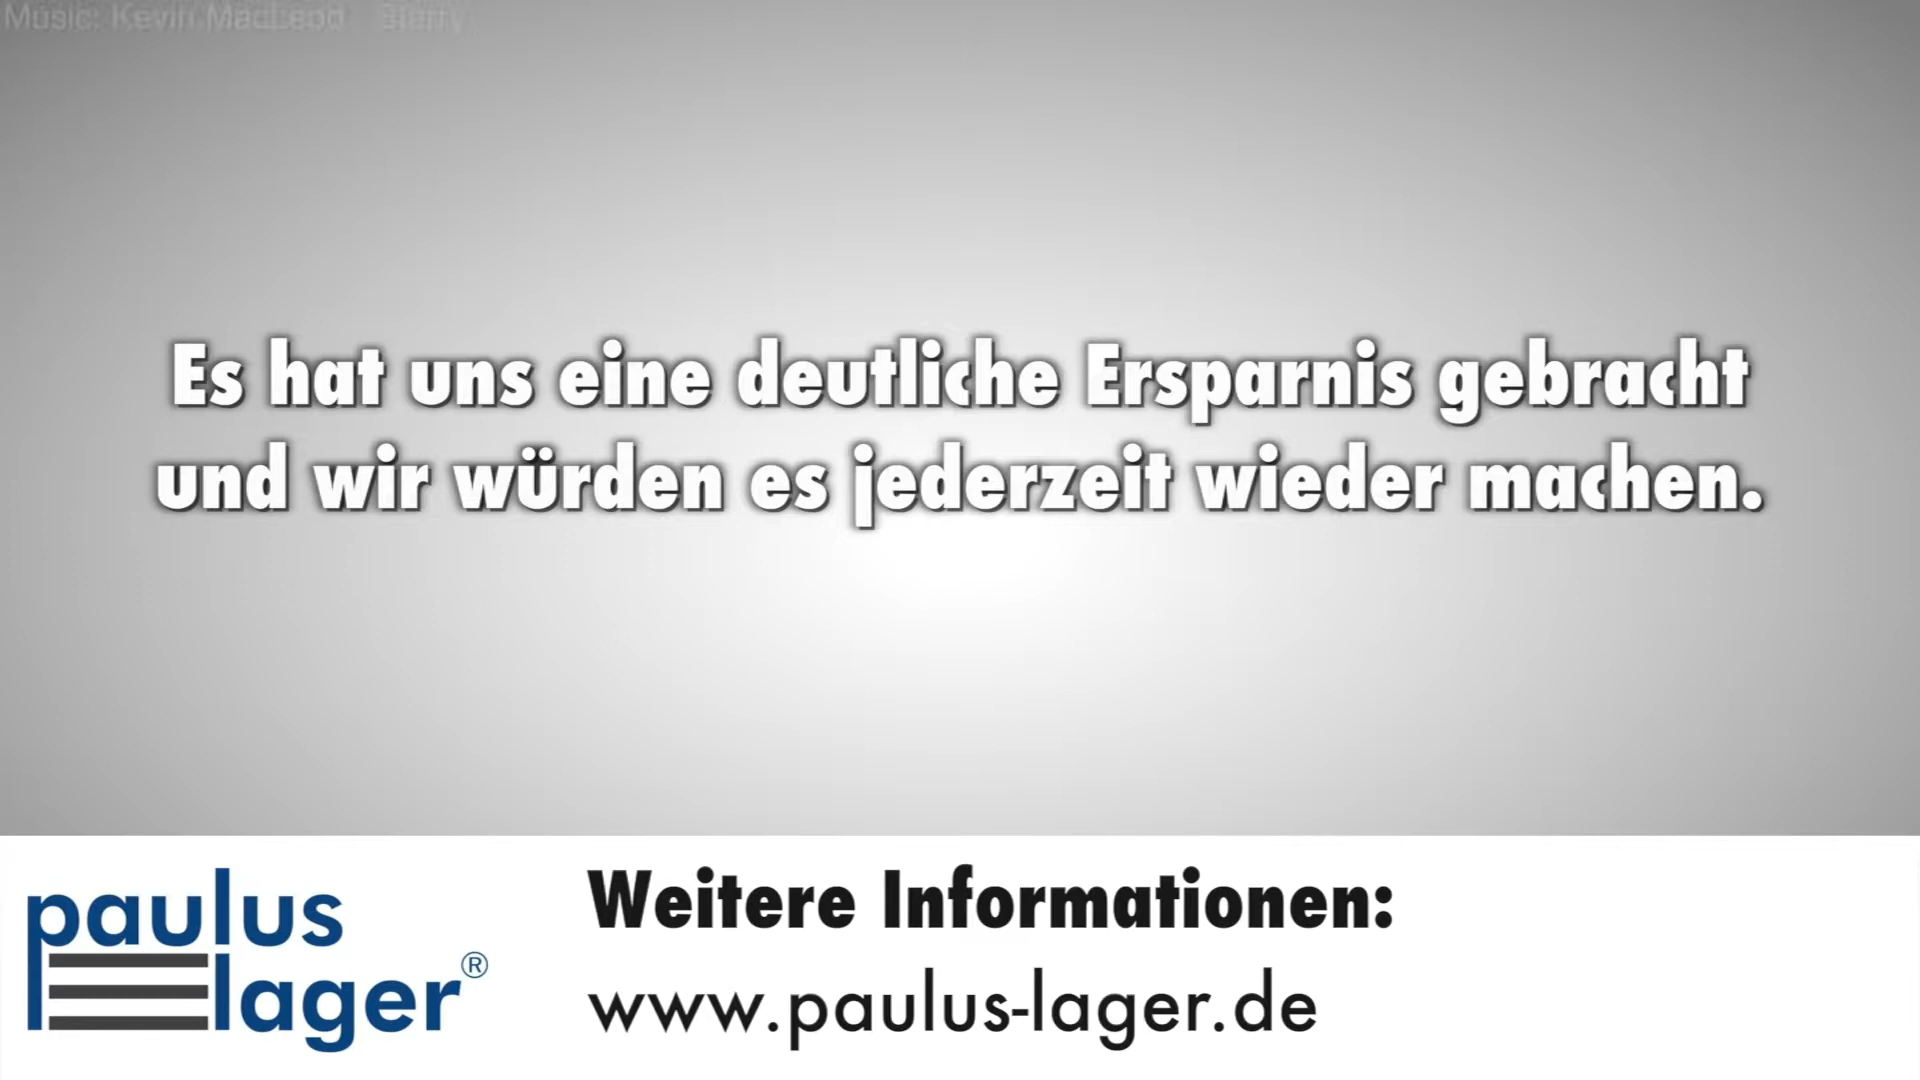 Music: Kevin MacLeod
Es hat uns eine deutliche Ersparnis gebracht
und wir würden es jederzeit wieder machen.
paulus
lager®
Weitere Informationen:
www.paulus-lager.de